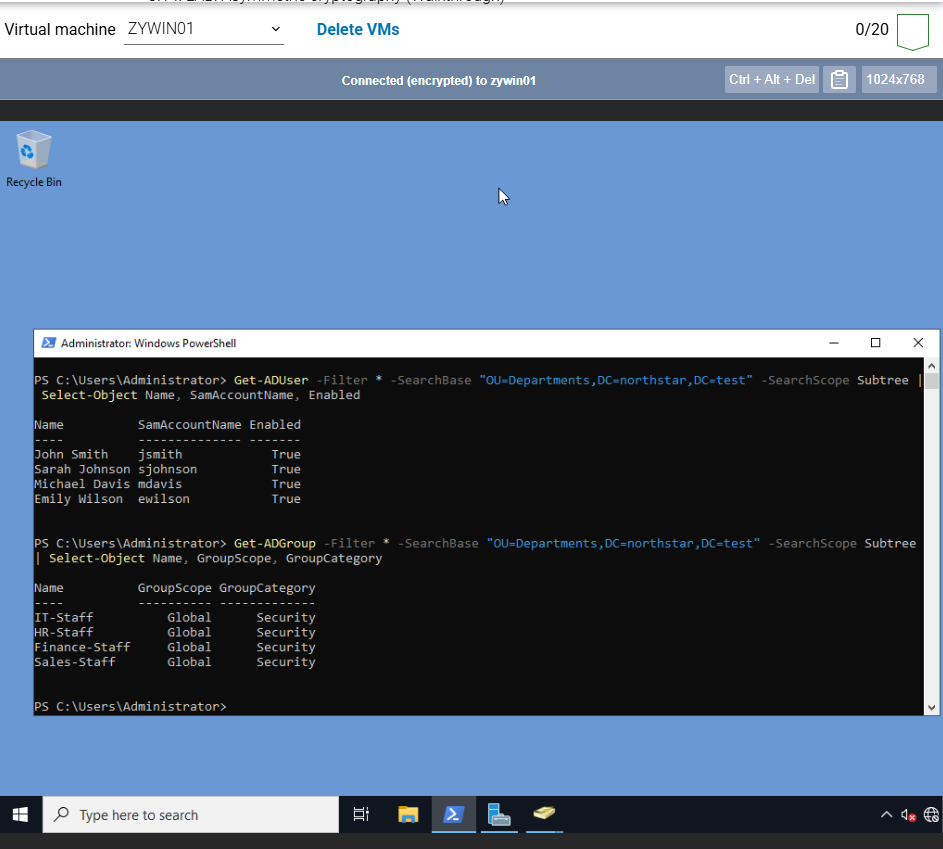 Virtual machine ZYWIN01 Delete VMs 0/20
Connected (encrypted) to zywin01 Ctrl + Alt + Del 1024x768
Recycle Bin
Administrator: Windows PowerShell
PS C:\Users\Administrator> Get-ADUser -Filter * -SearchBase "OU=Departments,DC=northstar,DC=test" -SearchScope Subtree |
Select-Object Name, SamAccountName, Enabled
Name SamAccountName Enabled
---- -------------- -------
John Smith jsmith True
Sarah Johnson sjohnson True
Michael Davis mdavis True
Emily Wilson ewilson True
PS C:\Users\Administrator> Get-ADGroup -Filter * -SearchBase "OU=Departments,DC=northstar,DC=test" -SearchScope Subtree
| Select-Object Name, GroupScope, GroupCategory
Name GroupScope GroupCategory
---- ---------- -------------
IT-Staff Global Security
HR-Staff Global Security
Finance-Staff Global Security
Sales-Staff Global Security
PS C:\Users\Administrator>
Type here to search